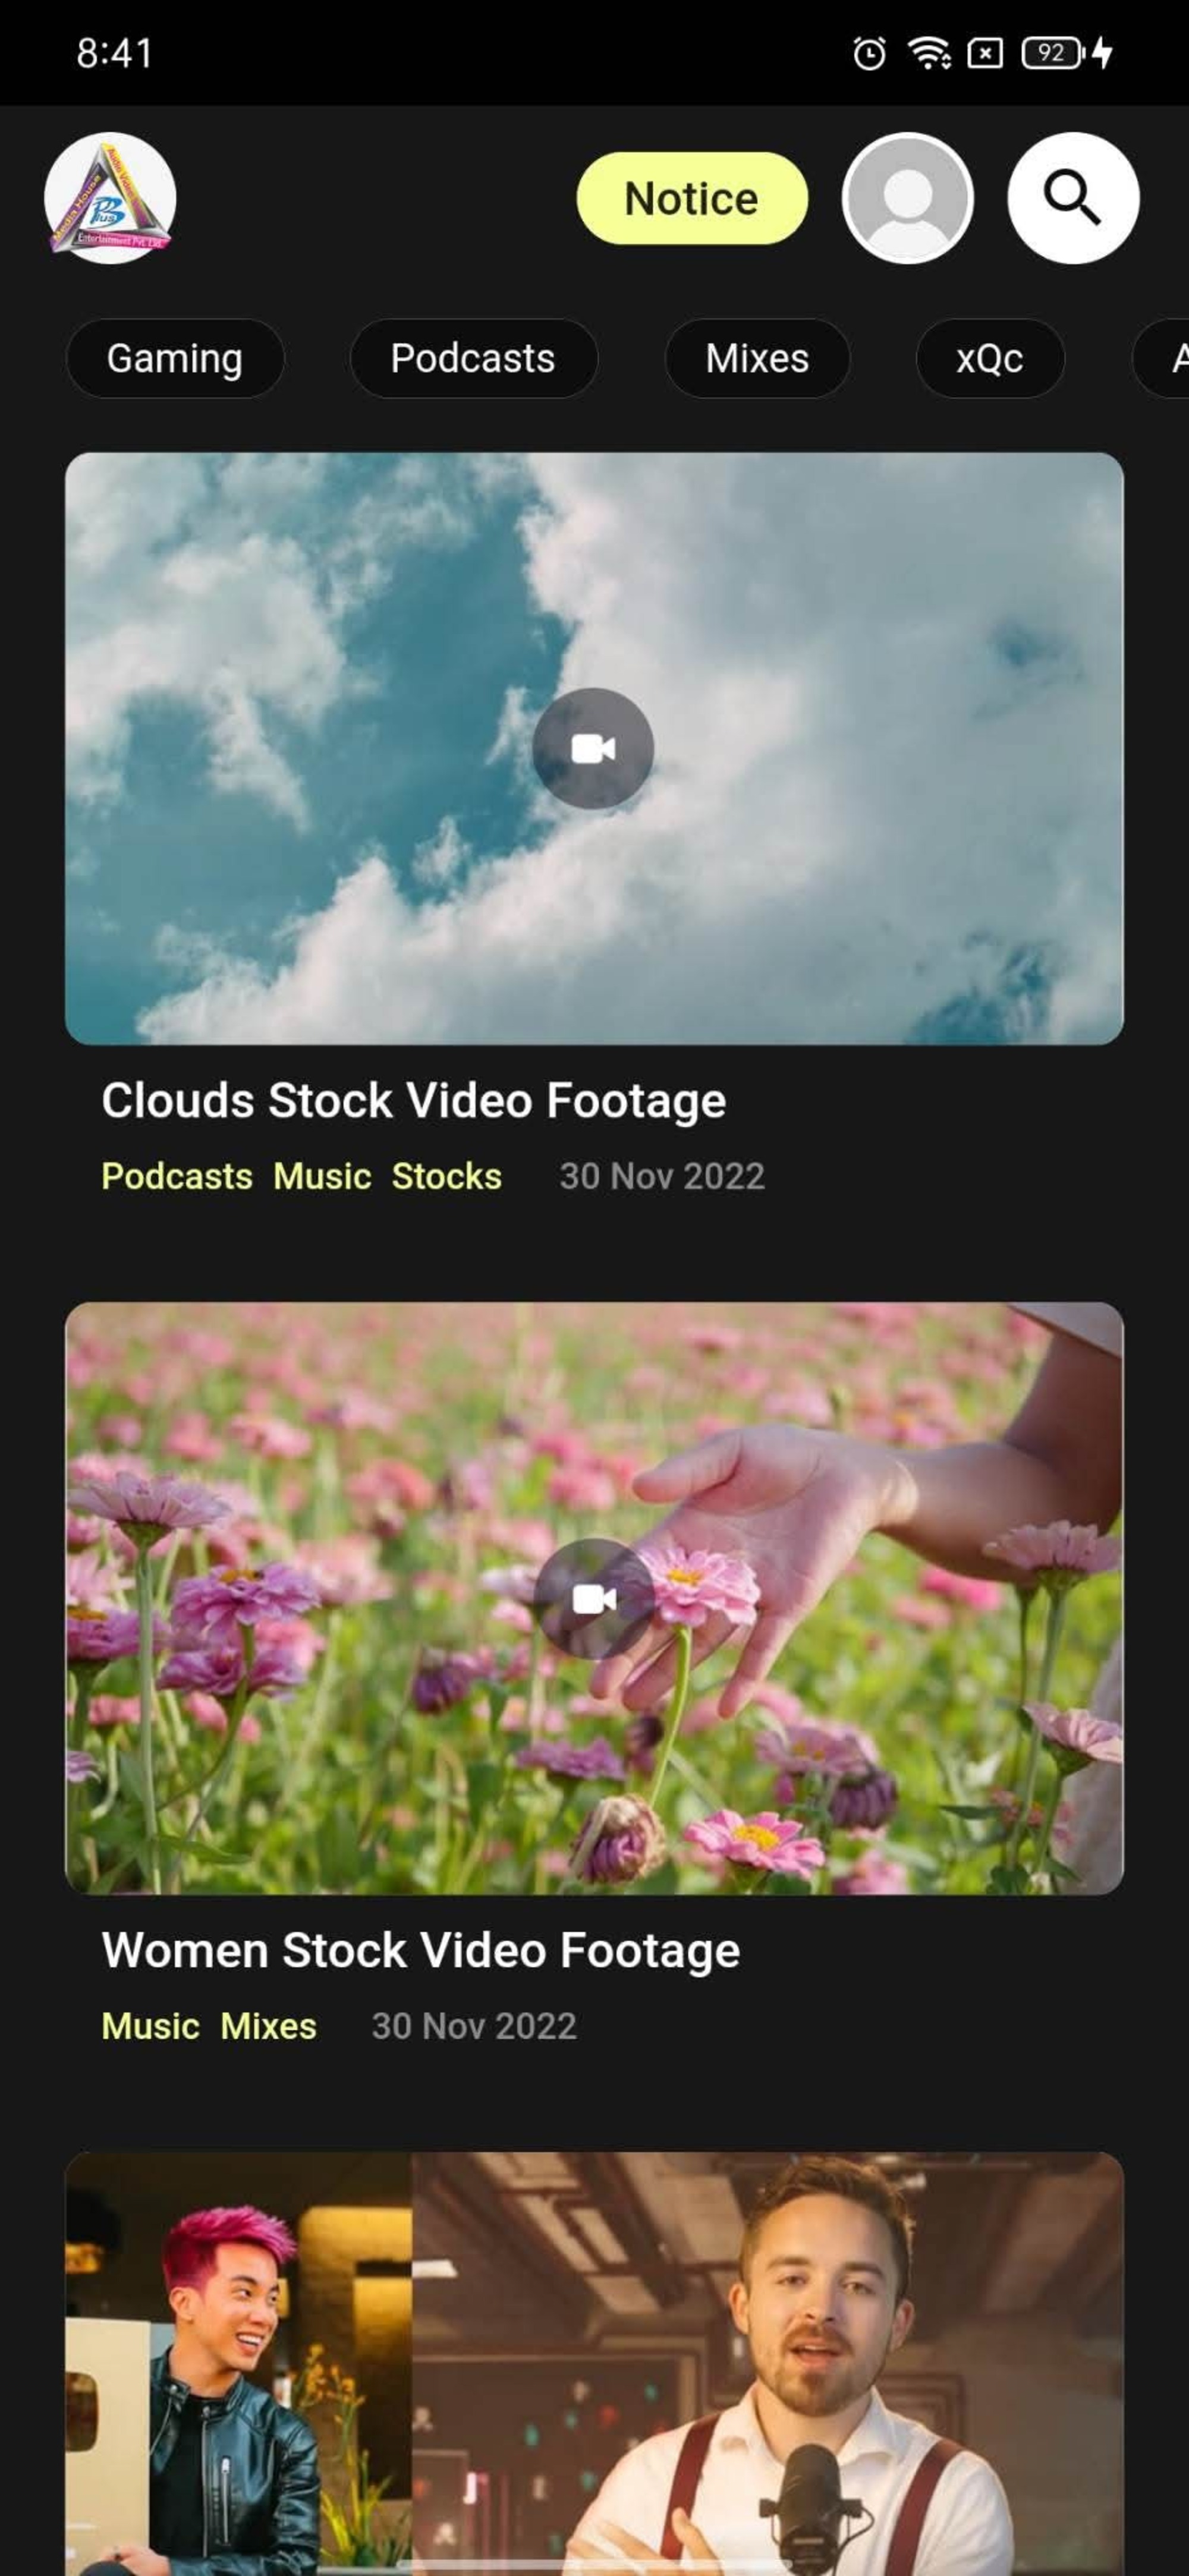 8:41
92
Media House
Audio Video
B
Plus
Entertainment Pvt. Ltd.
Notice
Gaming Podcasts Mixes xQc A
Clouds Stock Video Footage
Podcasts Music Stocks 30 Nov 2022
Women Stock Video Footage
Music Mixes 30 Nov 2022